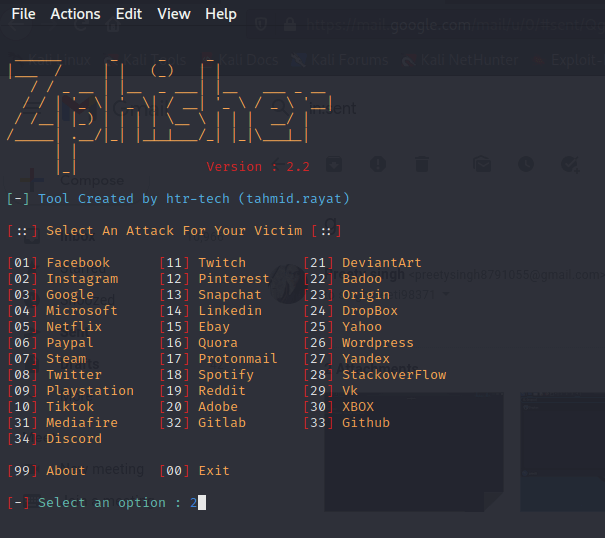 File Actions Edit View Help
Zphisher
Version : 2.2
[-] Tool Created by htr-tech (tahmid.rayat)
[::] Select An Attack For Your Victim [::]
[01] Facebook [11] Twitch [21] DeviantArt
[02] Instagram [12] Pinterest [22] Badoo
[03] Google [13] Snapchat [23] Origin
[04] Microsoft [14] Linkedin [24] DropBox
[05] Netflix [15] Ebay [25] Yahoo
[06] Paypal [16] Quora [26] Wordpress
[07] Steam [17] Protonmail [27] Yandex
[08] Twitter [18] Spotify [28] StackoverFlow
[09] Playstation [19] Reddit [29] Vk
[10] Tiktok [20] Adobe [30] XBOX
[31] Mediafire [32] Gitlab [33] Github
[34] Discord
[99] About [00] Exit
[-] Select an option : 2